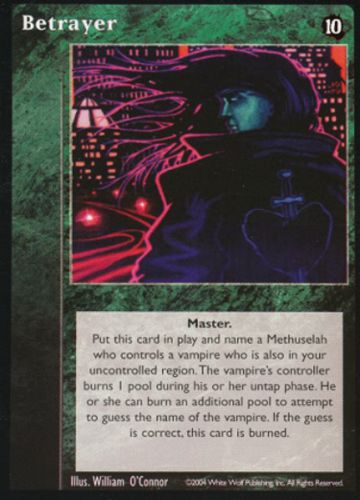 Betrayer
10
Master.
Put this card in play and name a Methuselah
who controls a vampire who is also in your
uncontrolled region. The vampire's controller
burns 1 pool during his or her untap phase. He
or she can burn an additional pool to attempt
to guess the name of the vampire. If the guess
is correct, this card is burned.
Illus. William O'Connor
©2004 White Wolf Publishing, Inc. All Rights Reserved.